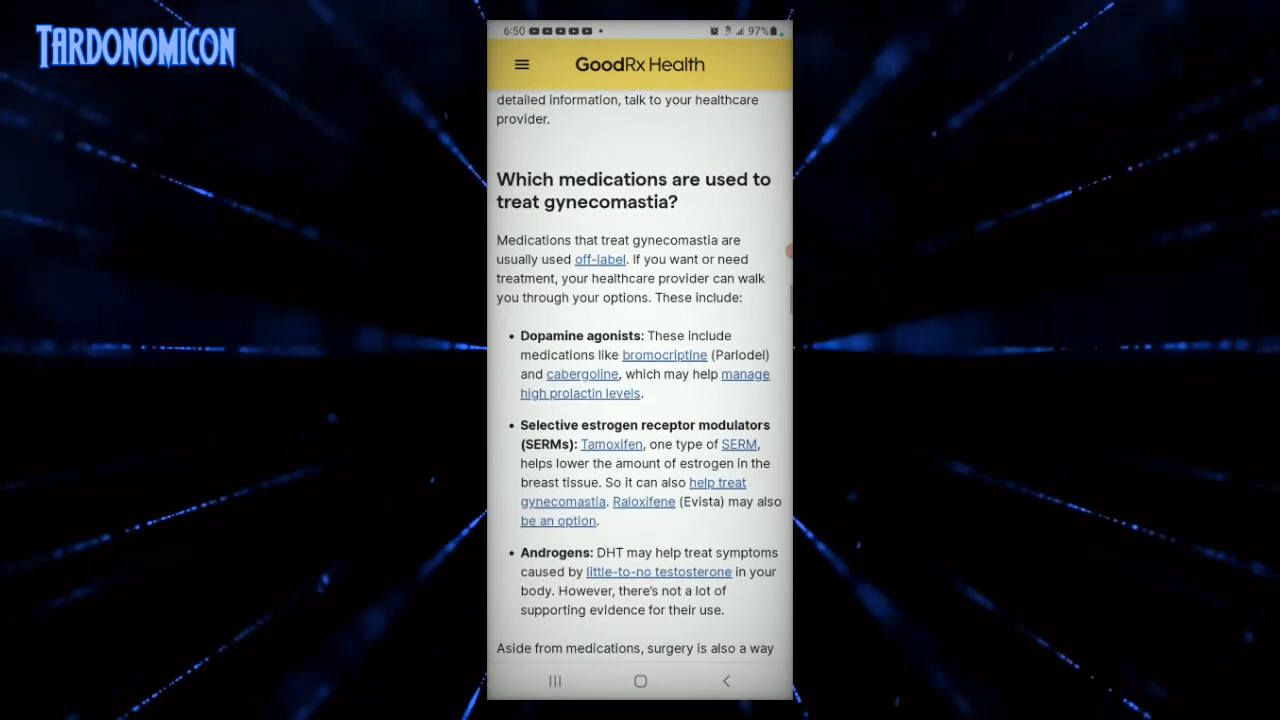 TARDONOMICON
6:50
97%
GoodRx Health
detailed information, talk to your healthcare
provider.
Which medications are used to
treat gynecomastia?
Medications that treat gynecomastia are
usually used off-label. If you want or need
treatment, your healthcare provider can walk
you through your options. These include:
• Dopamine agonists: These include
medications like bromocriptine (Parlodel)
and cabergoline, which may help manage
high prolactin levels.
• Selective estrogen receptor modulators
(SERMs): Tamoxifen, one type of SERM,
helps lower the amount of estrogen in the
breast tissue. So it can also help treat
gynecomastia. Raloxifene (Evista) may also
be an option.
• Androgens: DHT may help treat symptoms
caused by little-to-no testosterone in your
body. However, there's not a lot of
supporting evidence for their use.
Aside from medications, surgery is also a way